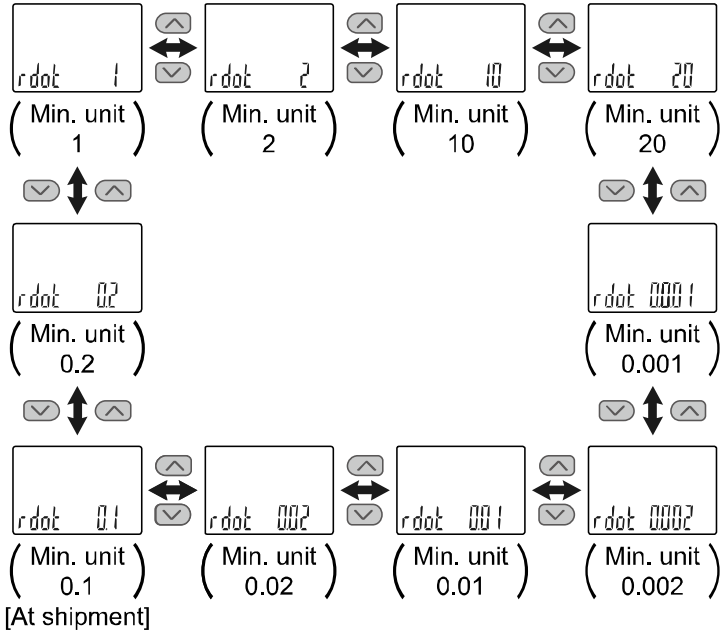 rdot 1
rdot 2
rdot 10
rdot 20
( Min. unit 1 )
( Min. unit 2 )
( Min. unit 10 )
( Min. unit 20 )
rdot 0.2
rdot 0.001
( Min. unit 0.2 )
( Min. unit 0.001 )
rdot 0.1
rdot 0.02
rdot 0.01
rdot 0.002
( Min. unit 0.1 )
( Min. unit 0.02 )
( Min. unit 0.01 )
( Min. unit 0.002 )
[At shipment]